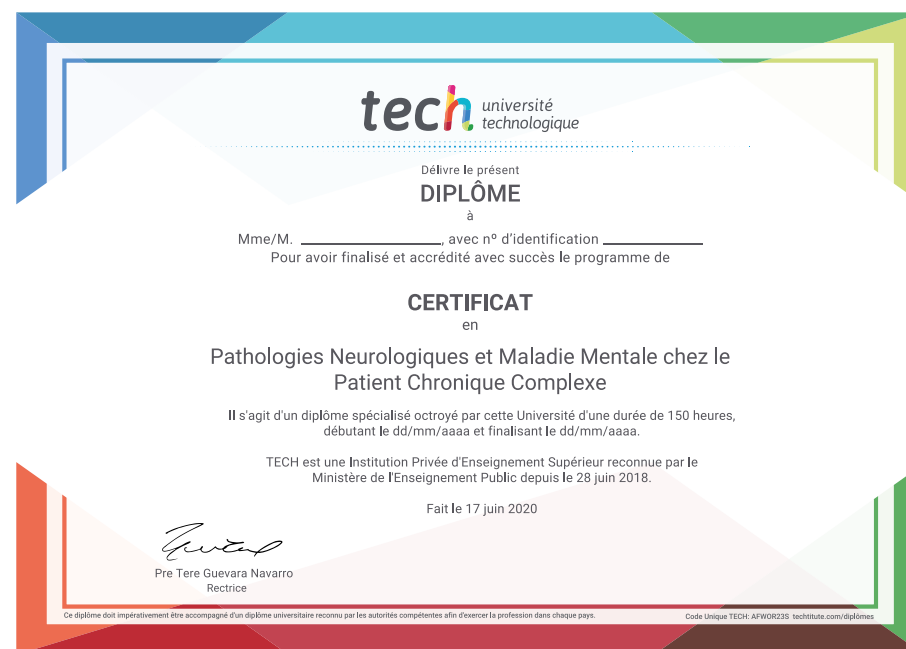 tech université
technologique
Délivre le présent
DIPLÔME
à
Mme/M. ____________________, avec nº d'identification ______________
Pour avoir finalisé et accrédité avec succès le programme de
CERTIFICAT
en
Pathologies Neurologiques et Maladie Mentale chez le
Patient Chronique Complexe
Il s'agit d'un diplôme spécialisé octroyé par cette Université d'une durée de 150 heures,
débutant le dd/mm/aaaa et finalisant le dd/mm/aaaa.
TECH est une Institution Privée d'Enseignement Supérieur reconnue par le
Ministère de l'Enseignement Public depuis le 28 juin 2018.
Fait le 17 juin 2020
Pre Tere Guevara Navarro
Rectrice
Ce diplôme doit impérativement être accompagné d'un diplôme universitaire reconnu par les autorités compétentes afin d'exercer la profession dans chaque pays.
Code Unique TECH: AFWOR23S techtitute.com/diplômes